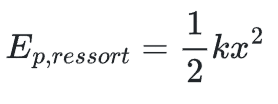 $E_{p,ressort} = \frac{1}{2}kx^2$